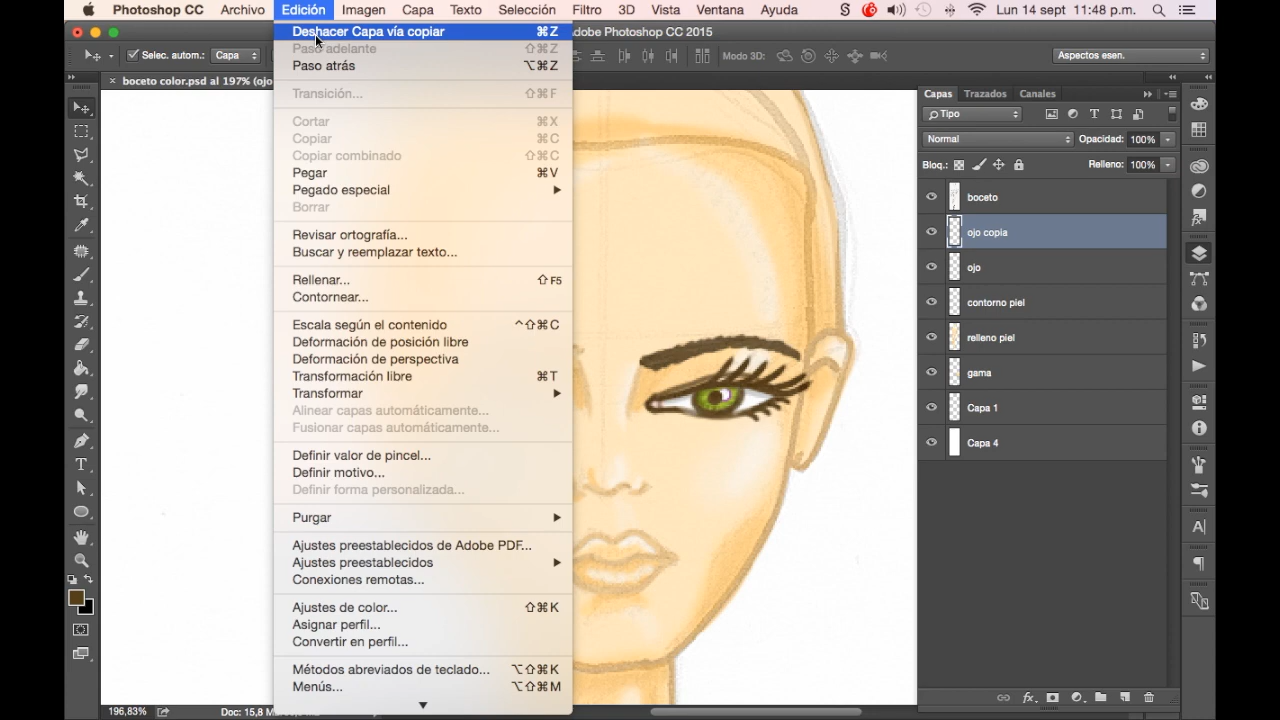 Photoshop CC Archivo Edición Imagen Capa Texto Selección Filtro 3D Vista Ventana Ayuda Lun 14 sept 11:48 p.m.
Adobe Photoshop CC 2015
Selec. autom.: Capa Modo 3D: Aspectos esen.
boceto color.psd al 197% (ojo
Deshacer Capa vía copiar ⌘Z
Paso adelante ⇧⌘Z
Paso atrás ⌥⌘Z
Transición... ⇧⌘F
Cortar ⌘X
Copiar ⌘C
Copiar combinado ⇧⌘C
Pegar ⌘V
Pegado especial
Borrar
Revisar ortografía...
Buscar y reemplazar texto...
Rellenar... ⇧F5
Contornear...
Escala según el contenido ^⌥⇧⌘C
Deformación de posición libre
Deformación de perspectiva
Transformación libre ⌘T
Transformar
Alinear capas automáticamente...
Fusionar capas automáticamente...
Definir valor de pincel...
Definir motivo...
Definir forma personalizada...
Purgar
Ajustes preestablecidos de Adobe PDF...
Ajustes preestablecidos
Conexiones remotas...
Ajustes de color... ⇧⌘K
Asignar perfil...
Convertir en perfil...
Métodos abreviados de teclado... ⌥⇧⌘K
Menús... ⌥⇧⌘M
Capas Trazados Canales
Tipo
Normal Opacidad: 100%
Bloq.: Relleno: 100%
boceto
ojo copia
ojo
contorno piel
relleno piel
gama
Capa 1
Capa 4
196,83% Doc: 15,8 M